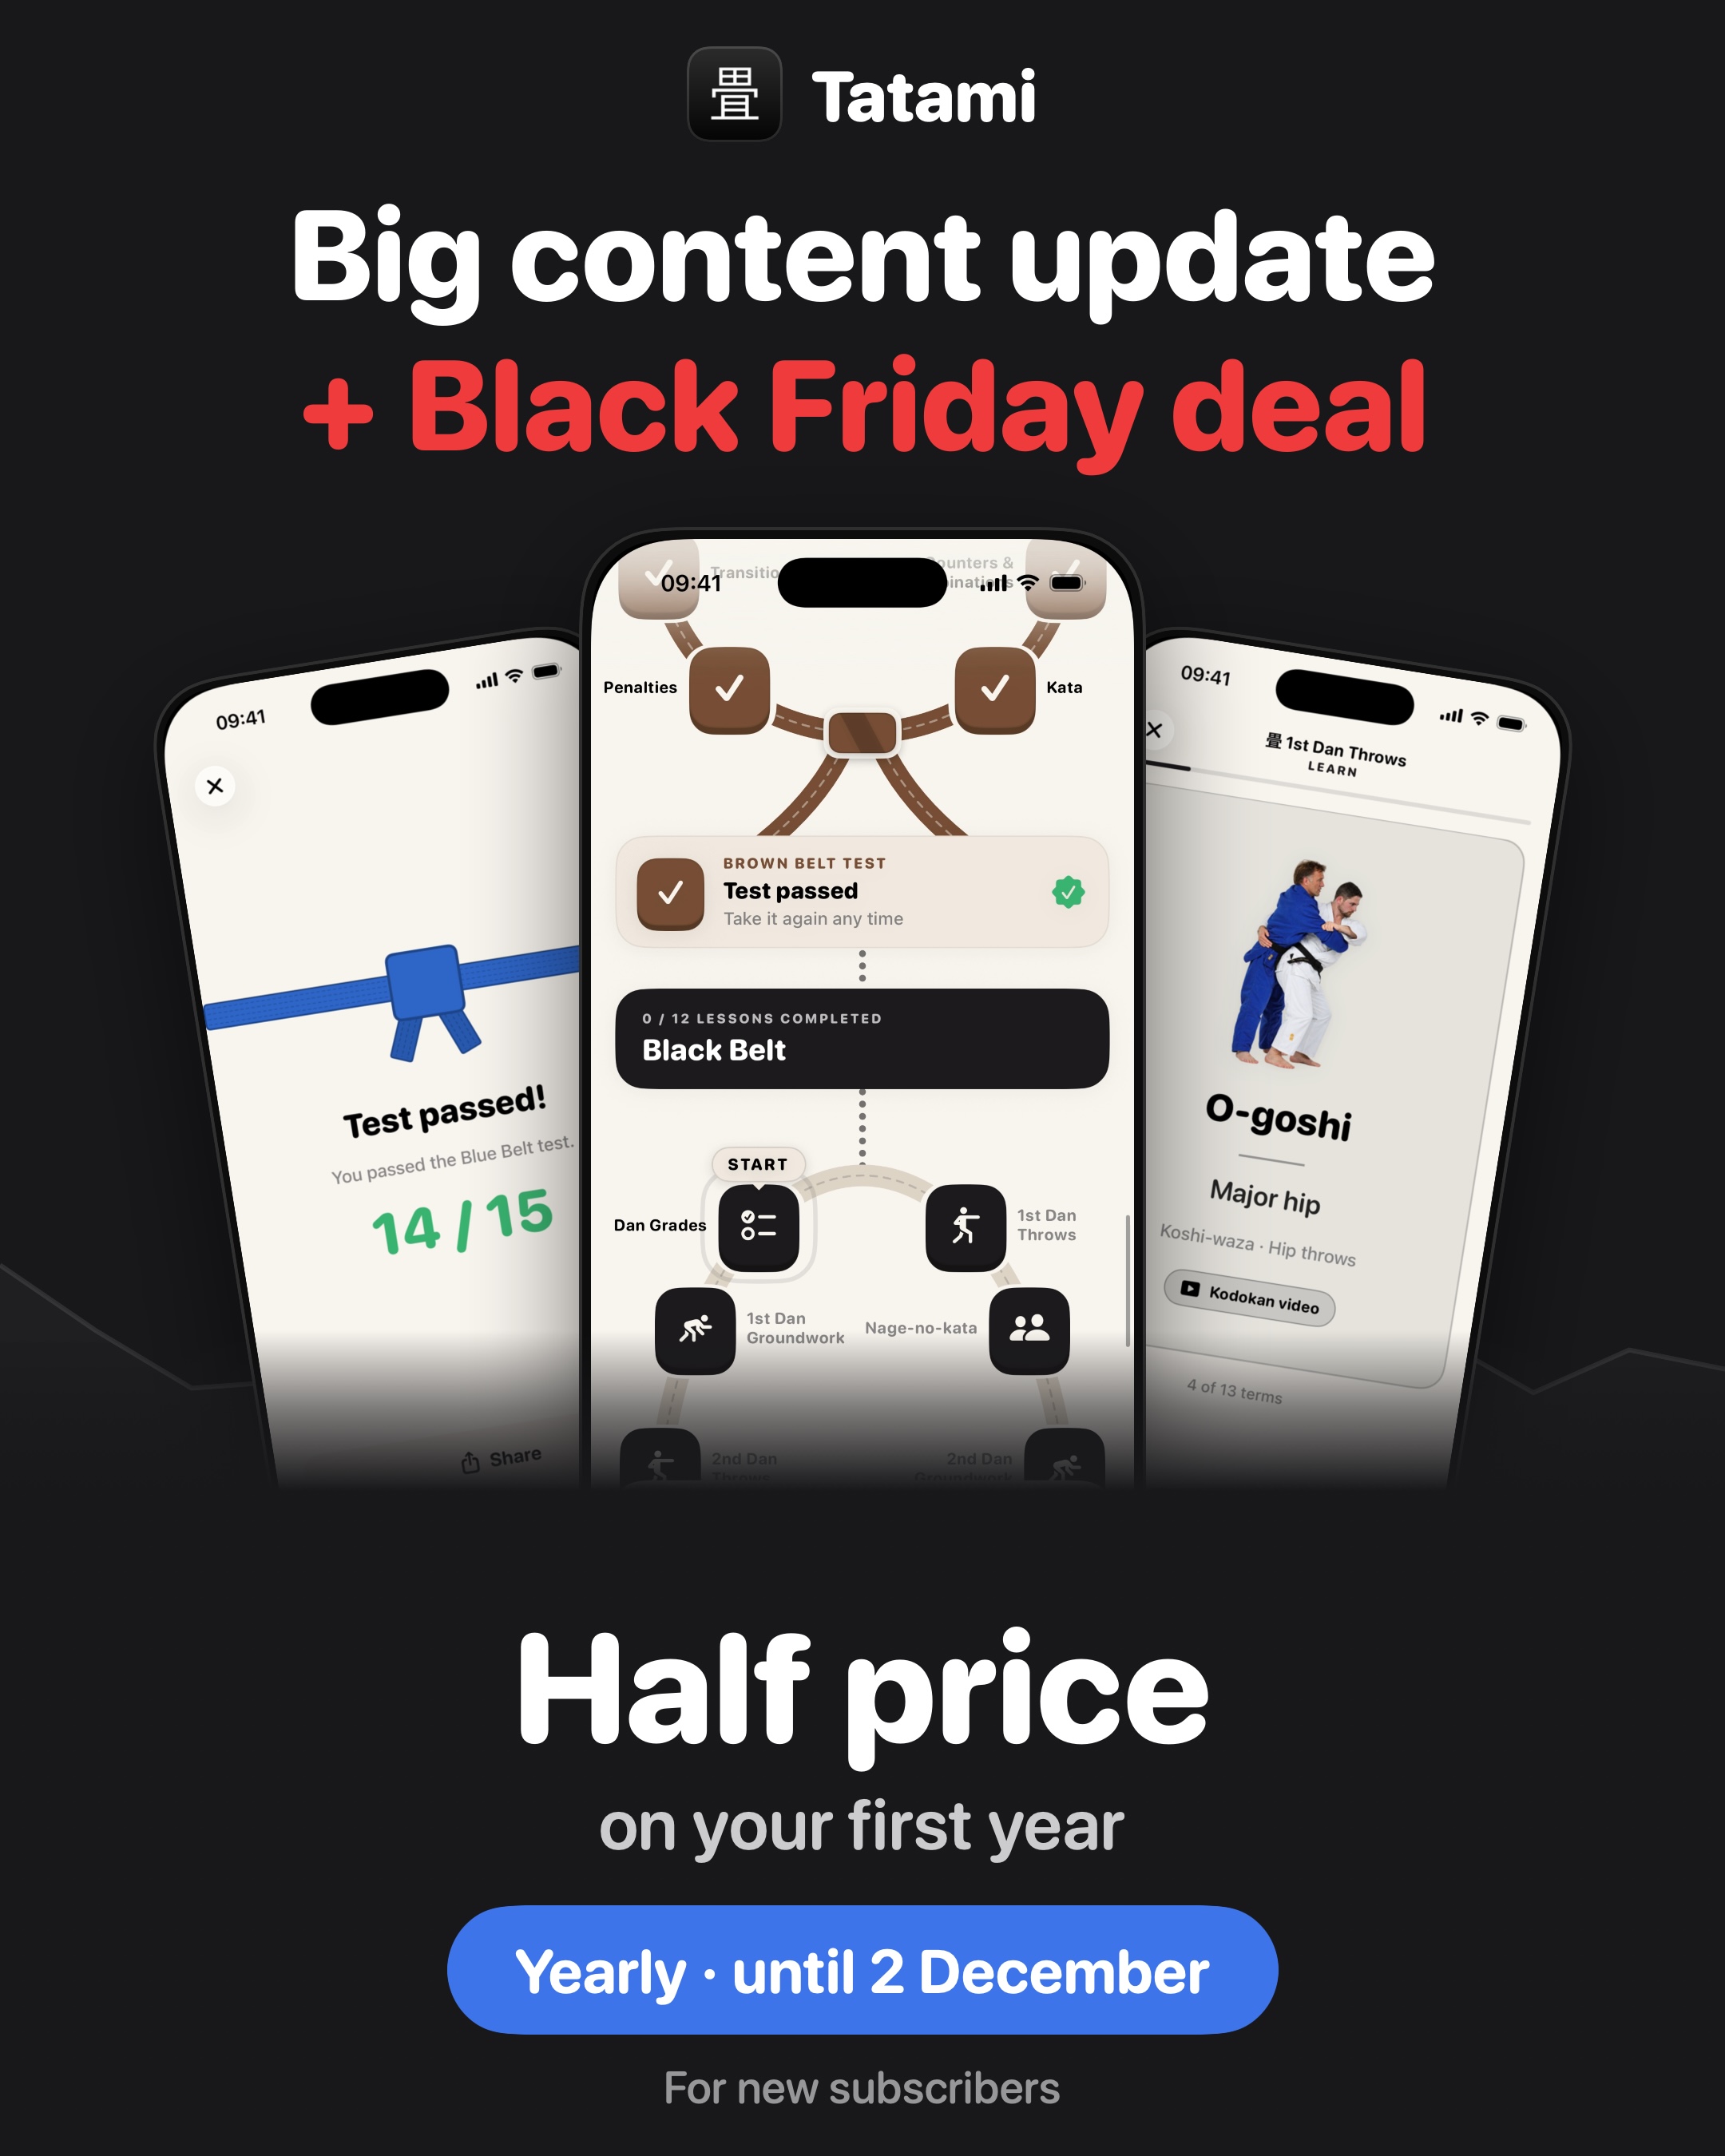 畳 Tatami
Big content update
+ Black Friday deal
09:41
Test passed!
You passed the Blue Belt test.
14 / 15
Share
09:41
Penalties
Kata
BROWN BELT TEST
Test passed
Take it again any time
0 / 12 LESSONS COMPLETED
Black Belt
START
Dan Grades
1st Dan
Throws
1st Dan
Groundwork
Nage-no-kata
2nd Dan
Throws
2nd Dan
Groundwork
09:41
畳 1st Dan Throws
LEARN
O-goshi
Major hip
Koshi-waza · Hip throws
Kodokan video
4 of 13 terms
Half price
on your first year
Yearly · until 2 December
For new subscribers